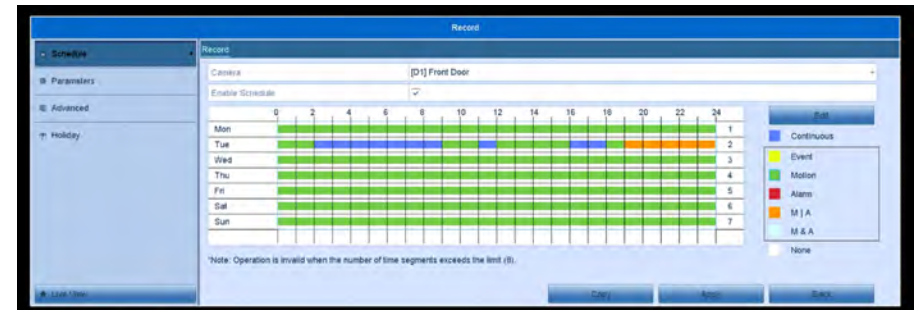 Record
Schedule
Parameters
Advanced
Holiday
Record
Camera [D1] Front Door
Enable Schedule
0 2 4 6 8 10 12 14 16 18 20 22 24
Mon 1
Tue 2
Wed 3
Thu 4
Fri 5
Sat 6
Sun 7
Edit
Continuous
Event
Motion
Alarm
M | A
M & A
None
*Note: Operation is invalid when the number of time segments exceeds the limit (8).
Live View
Copy Apply Back